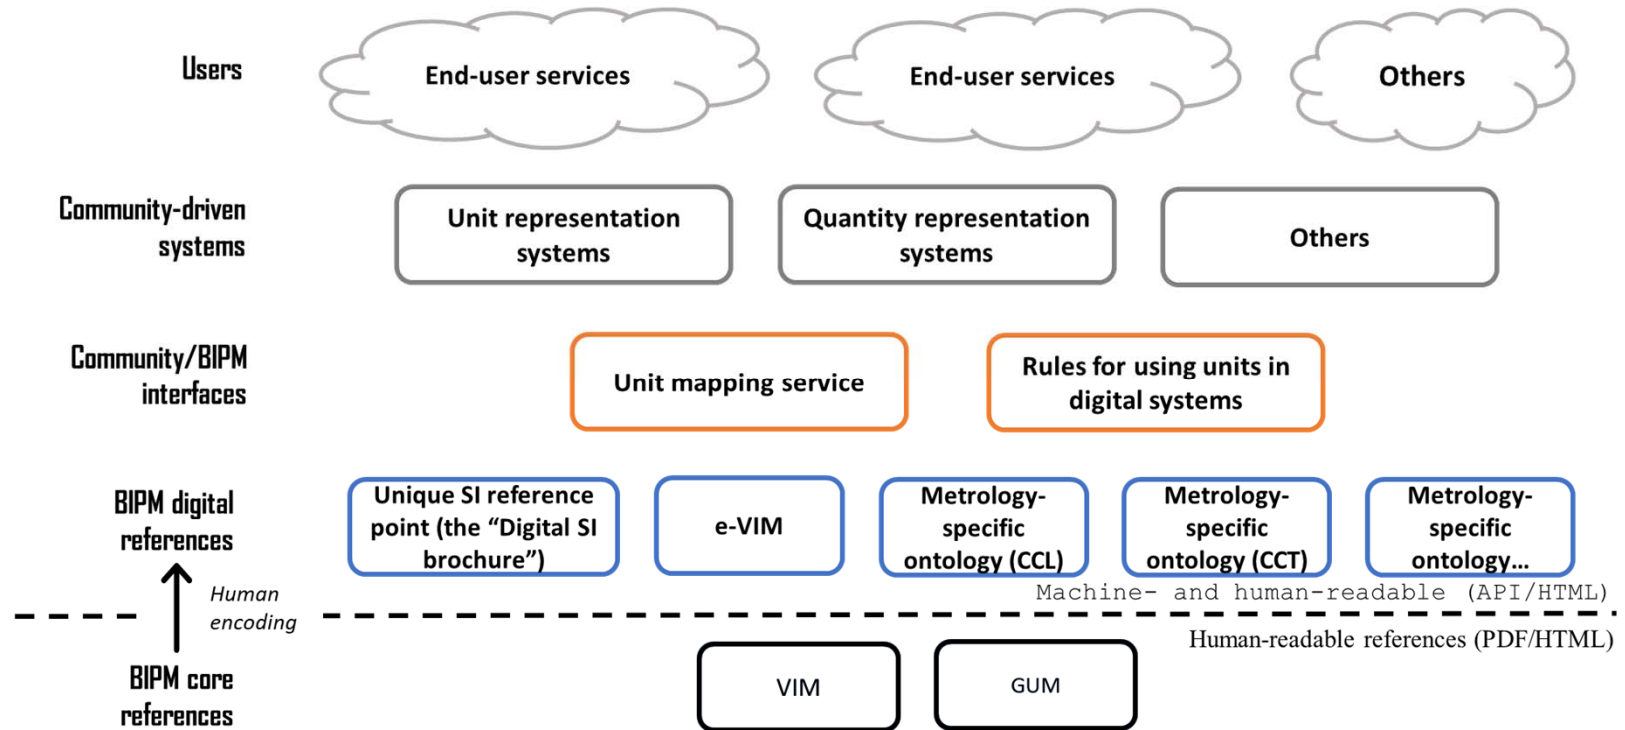 Users
End-user services
End-user services
Others
Community-driven
systems
Unit representation
systems
Quantity representation
systems
Others
Community/BIPM
interfaces
Unit mapping service
Rules for using units in
digital systems
BIPM digital
references
Unique SI reference
point (the “Digital SI
brochure”)
e-VIM
Metrology-
specific
ontology (CCL)
Metrology-
specific
ontology (CCT)
Metrology-
specific
ontology...
Human
encoding
Machine- and human-readable (API/HTML)
Human-readable references (PDF/HTML)
BIPM core
references
VIM
GUM